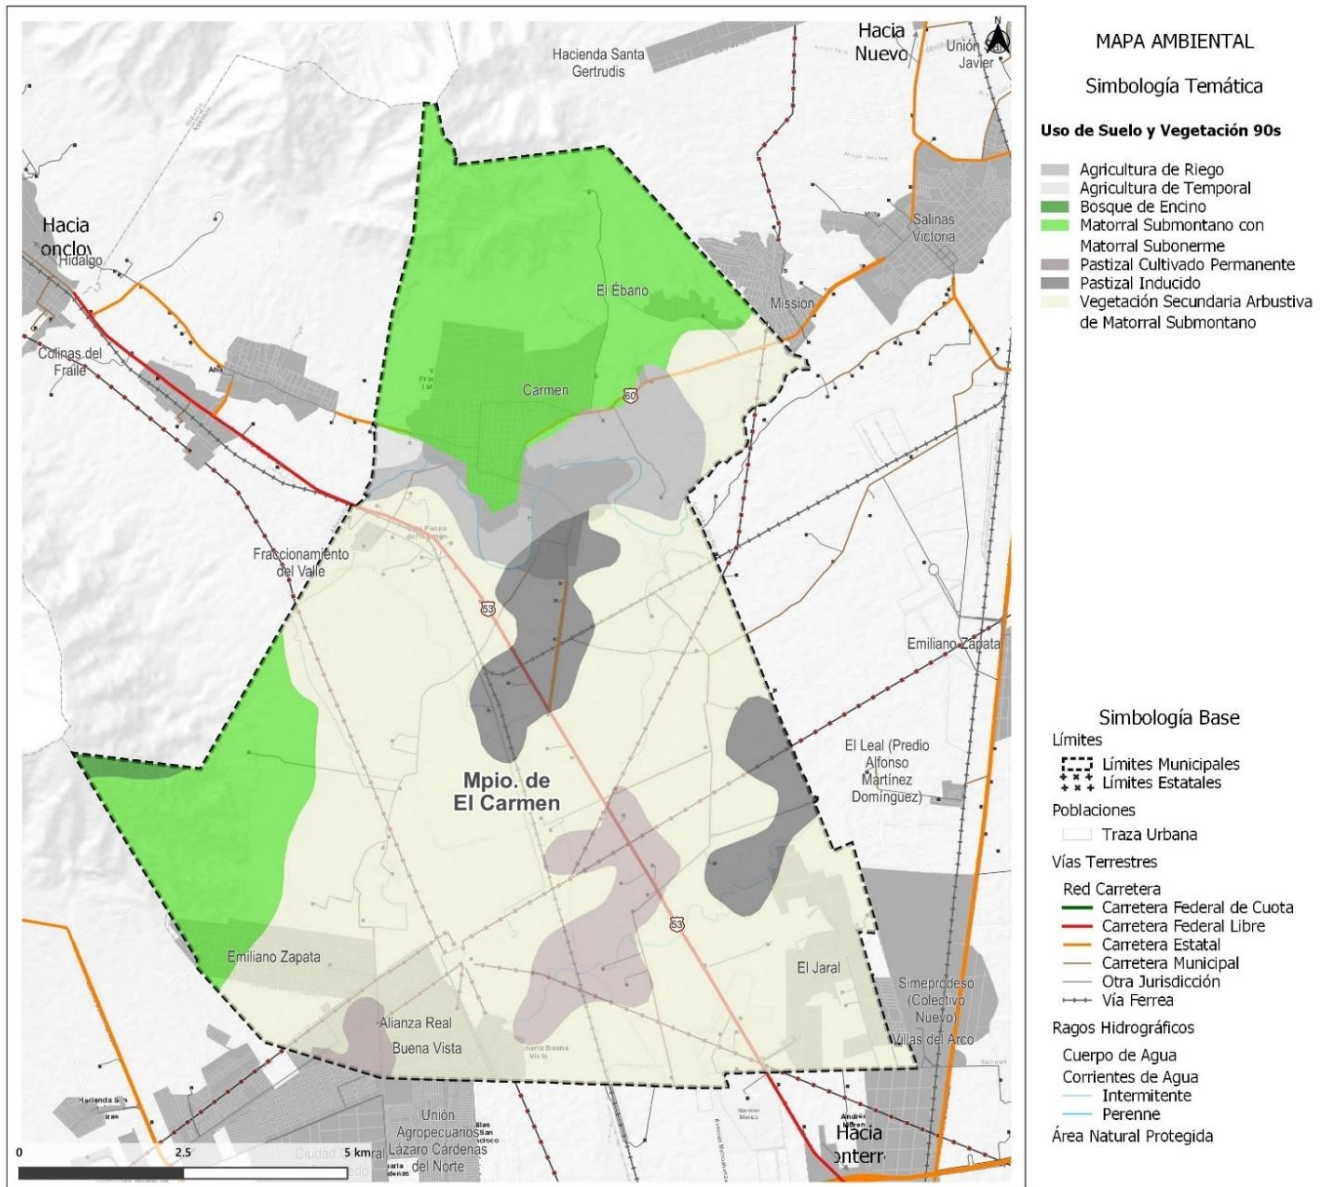 Hacia
Nuevo
N
Hacienda Santa
Gertrudis
Javier
Hacia
Hidalgo
Salinas
Victoria
El Ébano
Mission
Colinas del
Fraile
Carmen
60
Fraccionamiento
del Valle
53
Emiliano Zapata
El Leal (Predio
Alfonso
Martínez
Domínguez)
Mpio. de
El Carmen
53
Emiliano Zapata
El Jaral
Simeprodeso
(Colectivo
Nuevo)
Villas del Arco
Alianza Real
Buena Vista
Unión
Agropecuarios
Lázaro Cárdenas
del Norte
Hacia
0 2.5 5 km
MAPA AMBIENTAL
Simbología Temática
Uso de Suelo y Vegetación 90s
Agricultura de Riego
Agricultura de Temporal
Bosque de Encino
Matorral Submontano con
Matorral Subonerme
Pastizal Cultivado Permanente
Pastizal Inducido
Vegetación Secundaria Arbustiva
de Matorral Submontano
Simbología Base
Límites
Límites Municipales
Límites Estatales
Poblaciones
Traza Urbana
Vías Terrestres
Red Carretera
Carretera Federal de Cuota
Carretera Federal Libre
Carretera Estatal
Carretera Municipal
Otra Jurisdicción
Vía Ferrea
Ragos Hidrográficos
Cuerpo de Agua
Corrientes de Agua
Intermitente
Perenne
Área Natural Protegida